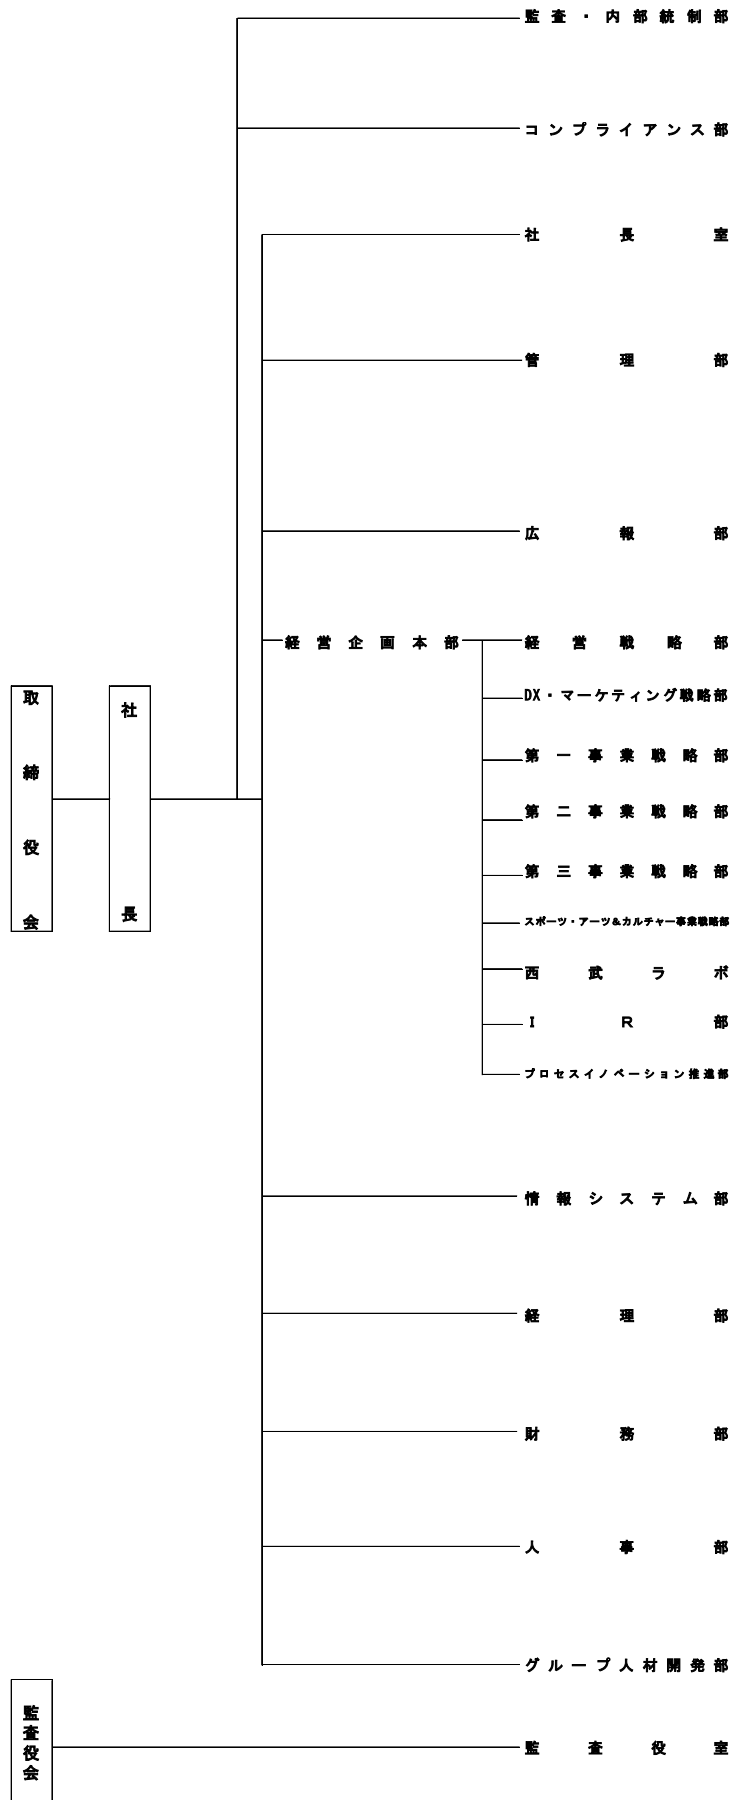 監査・内部統制部
コンプライアンス部
社長室
管理部
広報部
経営企画本部
経営戦略部
DX・マーケティング戦略部
第一事業戦略部
第二事業戦略部
第三事業戦略部
スポーツ・アーツ&カルチャー事業戦略部
西武ラボ
IR部
プロセスイノベーション推進部
取締役会
社長
情報システム部
経理部
財務部
人事部
グループ人材開発部
監査役会
監査役室